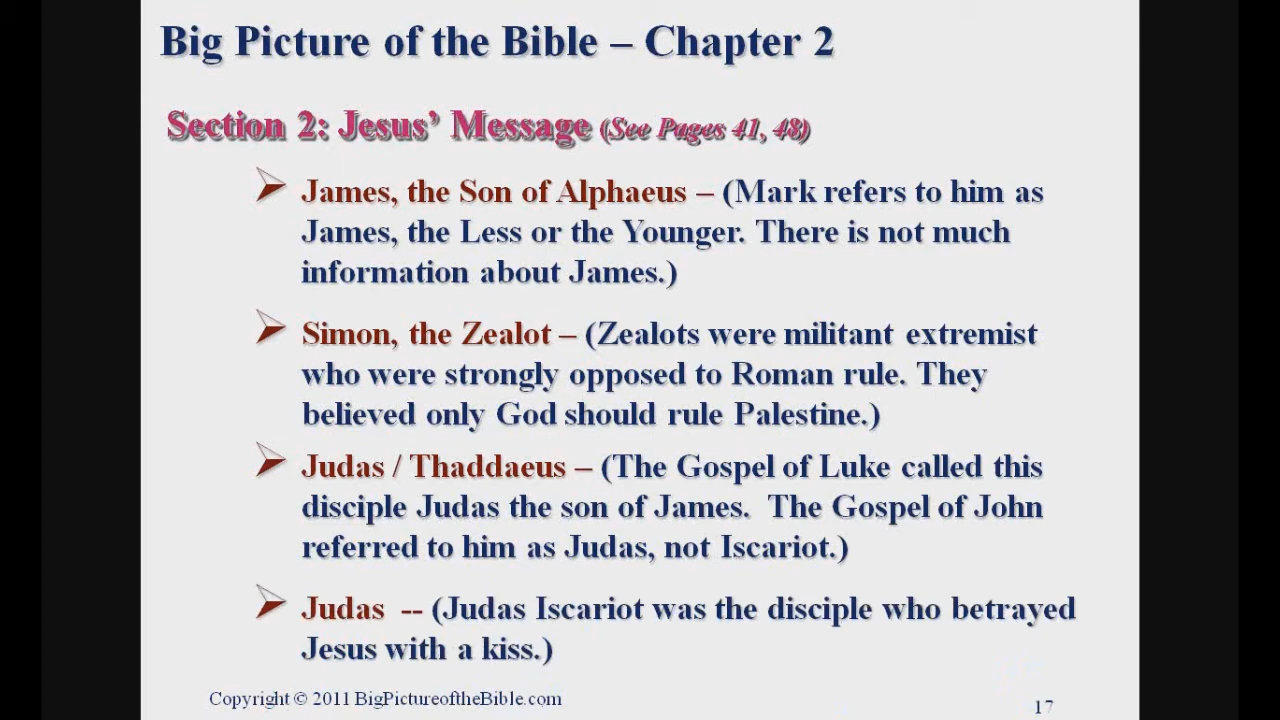 Big Picture of the Bible – Chapter 2
Section 2: Jesus’ Message (See Pages 41, 48)
James, the Son of Alphaeus – (Mark refers to him as
James, the Less or the Younger. There is not much
information about James.)
Simon, the Zealot – (Zealots were militant extremist
who were strongly opposed to Roman rule. They
believed only God should rule Palestine.)
Judas / Thaddaeus – (The Gospel of Luke called this
disciple Judas the son of James.  The Gospel of John
referred to him as Judas, not Iscariot.)
Judas  -- (Judas Iscariot was the disciple who betrayed
Jesus with a kiss.)
Copyright © 2011 BigPictureoftheBible.com
17